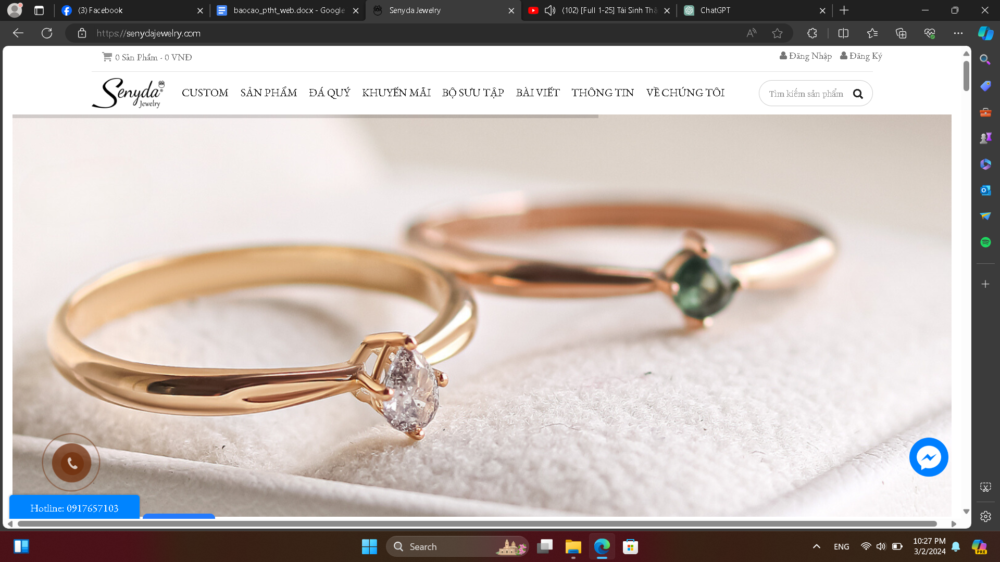 (3) Facebook
baocao_ptht_web.docx - Google
Senyda Jewelry
(102) [Full 1-25] Tái Sinh Thâ
ChatGPT
https://senydajewelry.com
0 Sản Phẩm - 0 VNĐ
Đăng Nhập
Đăng Ký
Senyda®
Jewelry
CUSTOM SẢN PHẨM ĐÁ QUÝ KHUYẾN MÃI BỘ SƯU TẬP BÀI VIẾT THÔNG TIN VỀ CHÚNG TÔI
Tìm kiếm sản phẩm
Hotline: 0917657103
Search
ENG
10:27 PM
3/2/2024
PRE